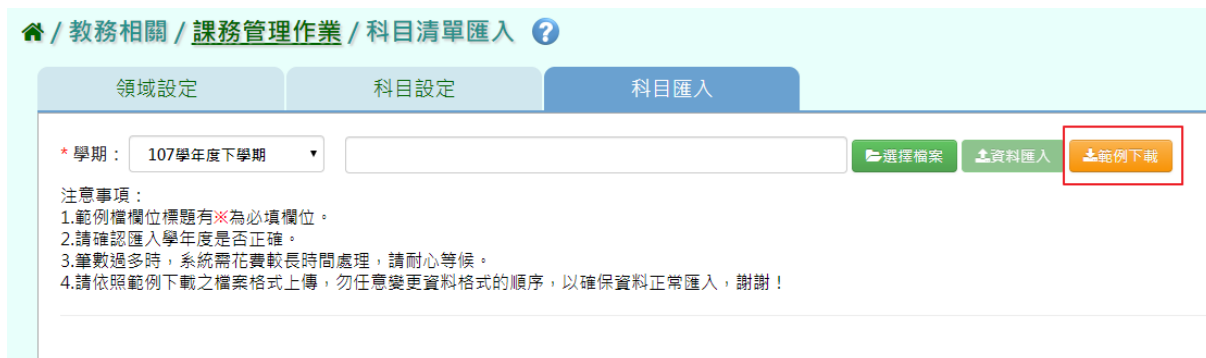 / 教務相關 / 課務管理作業 / 科目清單匯入 ?
領域設定 科目設定 科目匯入
* 學期： 107學年度下學期 選擇檔案 資料匯入 範例下載
注意事項：
1.範例檔欄位標題有※為必填欄位。
2.請確認匯入學年度是否正確。
3.筆數過多時，系統需花費較長時間處理，請耐心等候。
4.請依照範例下載之檔案格式上傳，勿任意變更資料格式的順序，以確保資料正常匯入，謝謝！